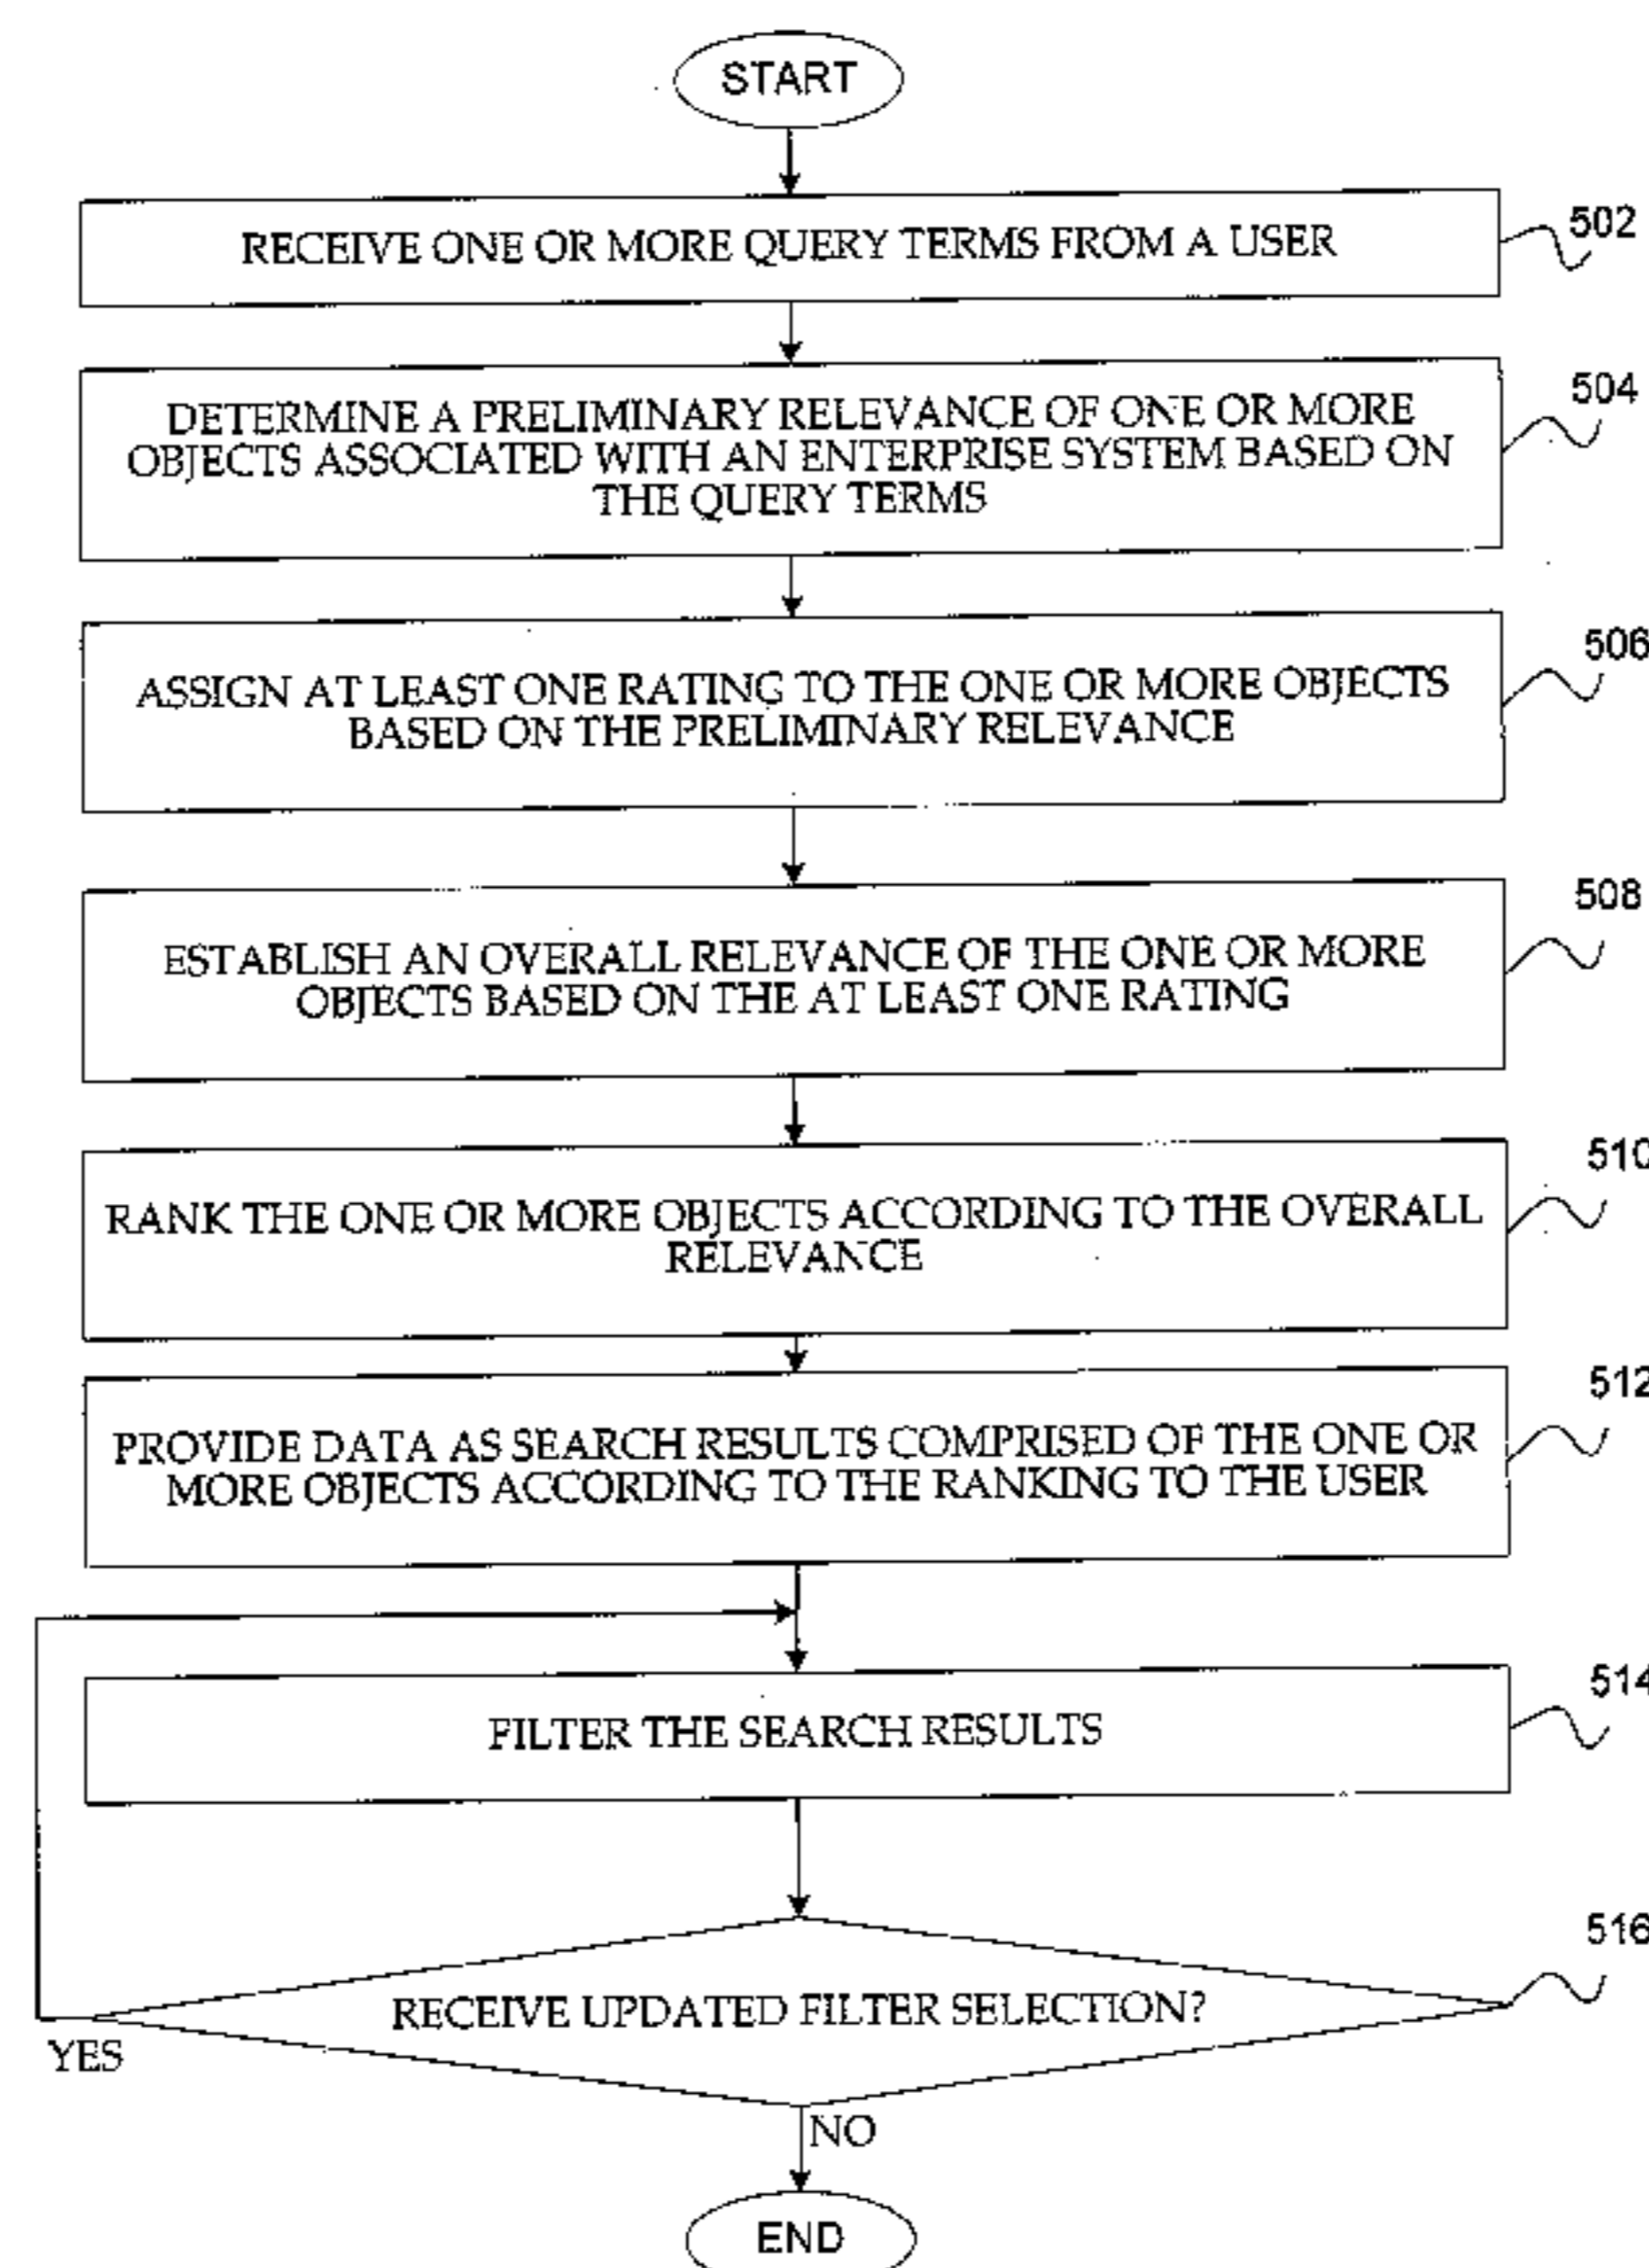 START
RECEIVE ONE OR MORE QUERY TERMS FROM A USER
502
DETERMINE A PRELIMINARY RELEVANCE OF ONE OR MORE
OBJECTS ASSOCIATED WITH AN ENTERPRISE SYSTEM BASED ON
THE QUERY TERMS
504
ASSIGN AT LEAST ONE RATING TO THE ONE OR MORE OBJECTS
BASED ON THE PRELIMINARY RELEVANCE
506
ESTABLISH AN OVERALL RELEVANCE OF THE ONE OR MORE
OBJECTS BASED ON THE AT LEAST ONE RATING
508
RANK THE ONE OR MORE OBJECTS ACCORDING TO THE OVERALL
RELEVANCE
510
PROVIDE DATA AS SEARCH RESULTS COMPRISED OF THE ONE OR
MORE OBJECTS ACCORDING TO THE RANKING TO THE USER
512
FILTER THE SEARCH RESULTS
514
RECEIVE UPDATED FILTER SELECTION?
516
YES
NO
END